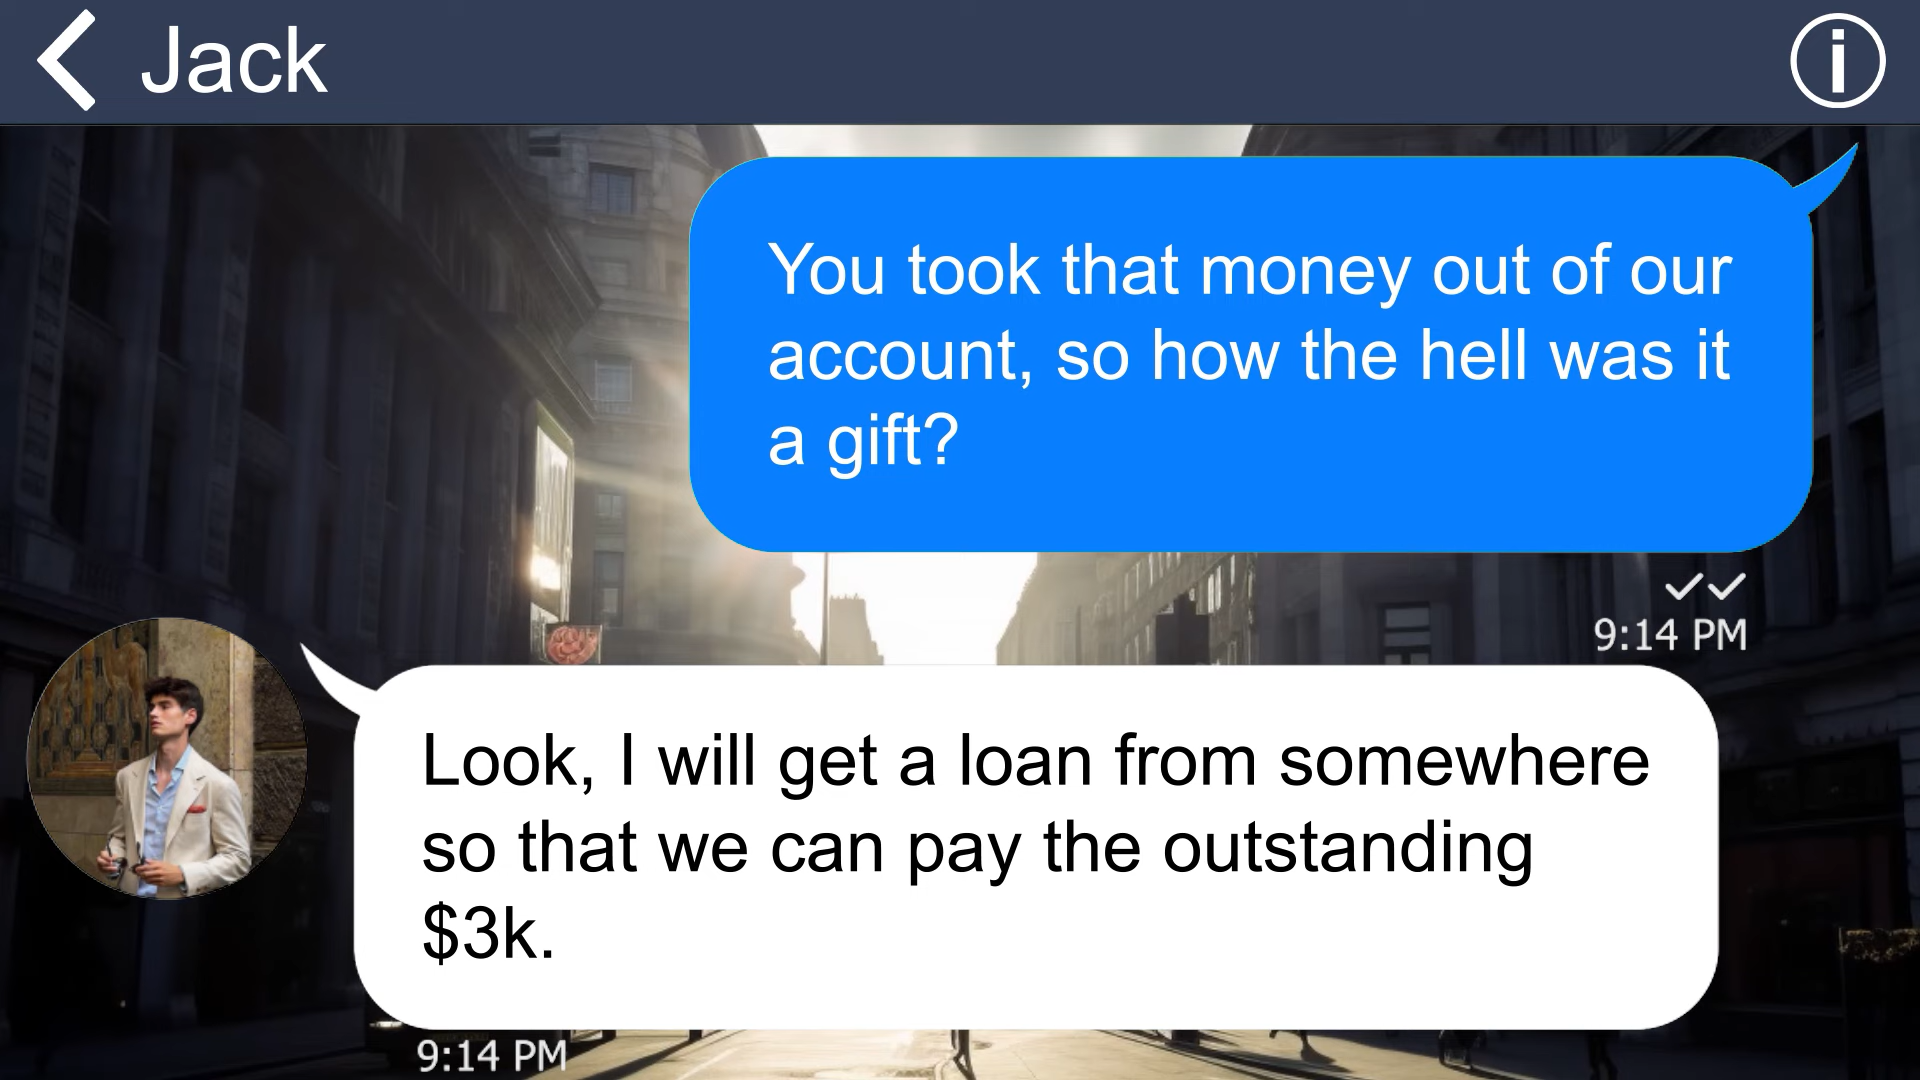 Jack
You took that money out of our
account, so how the hell was it
a gift?
9:14 PM
Look, I will get a loan from somewhere
so that we can pay the outstanding
$3k.
9:14 PM